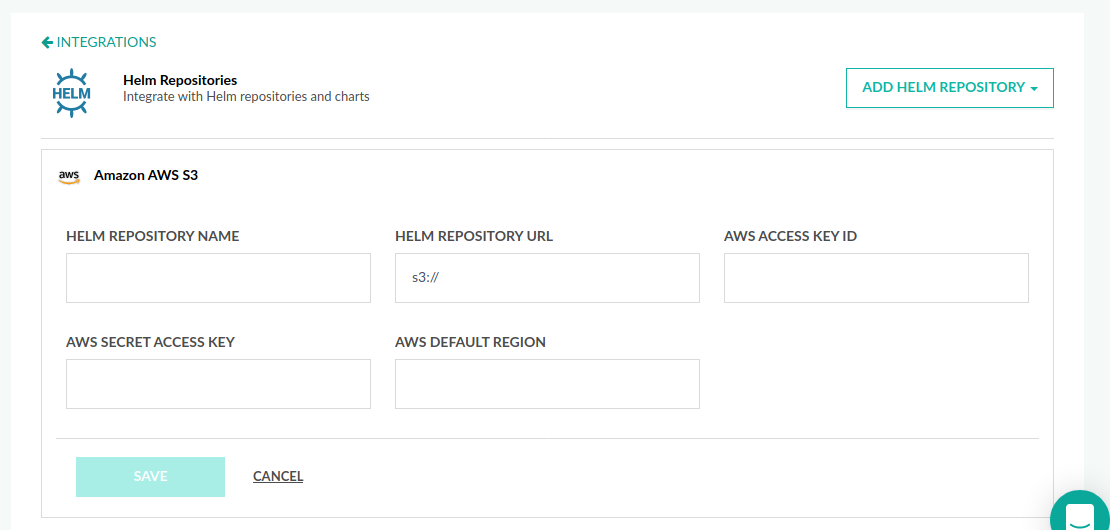 INTEGRATIONS
HELM
Helm Repositories
Integrate with Helm repositories and charts
ADD HELM REPOSITORY
aws
Amazon AWS S3
HELM REPOSITORY NAME
HELM REPOSITORY URL
AWS ACCESS KEY ID
s3://
AWS SECRET ACCESS KEY
AWS DEFAULT REGION
SAVE
CANCEL